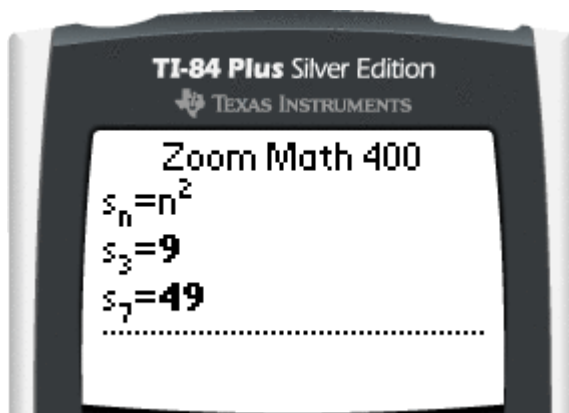 TI-84 Plus Silver Edition
TEXAS INSTRUMENTS
Zoom Math 400
sₙ=n²
s₃=9
s₇=49